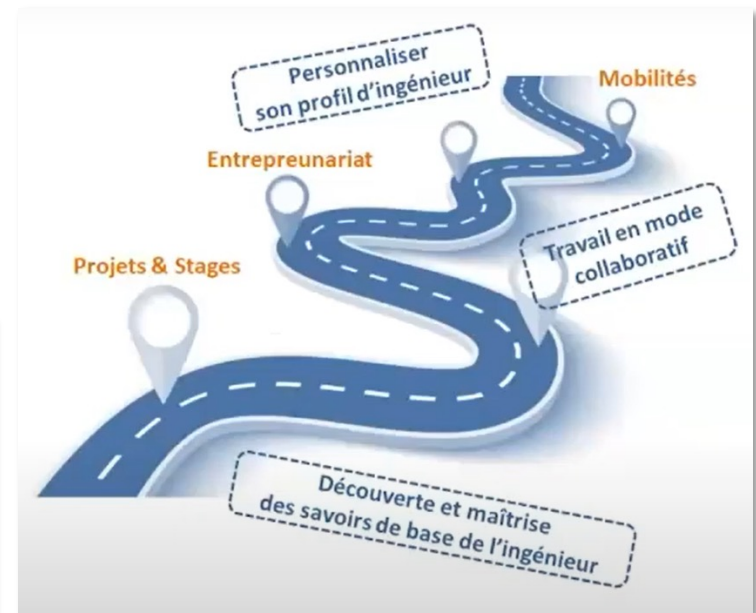 Personnaliser
son profil d'ingénieur
Mobilités
Entrepreunariat
Travail en mode
collaboratif
Projets & Stages
Découverte et maîtrise
des savoirs de base de l'ingénieur